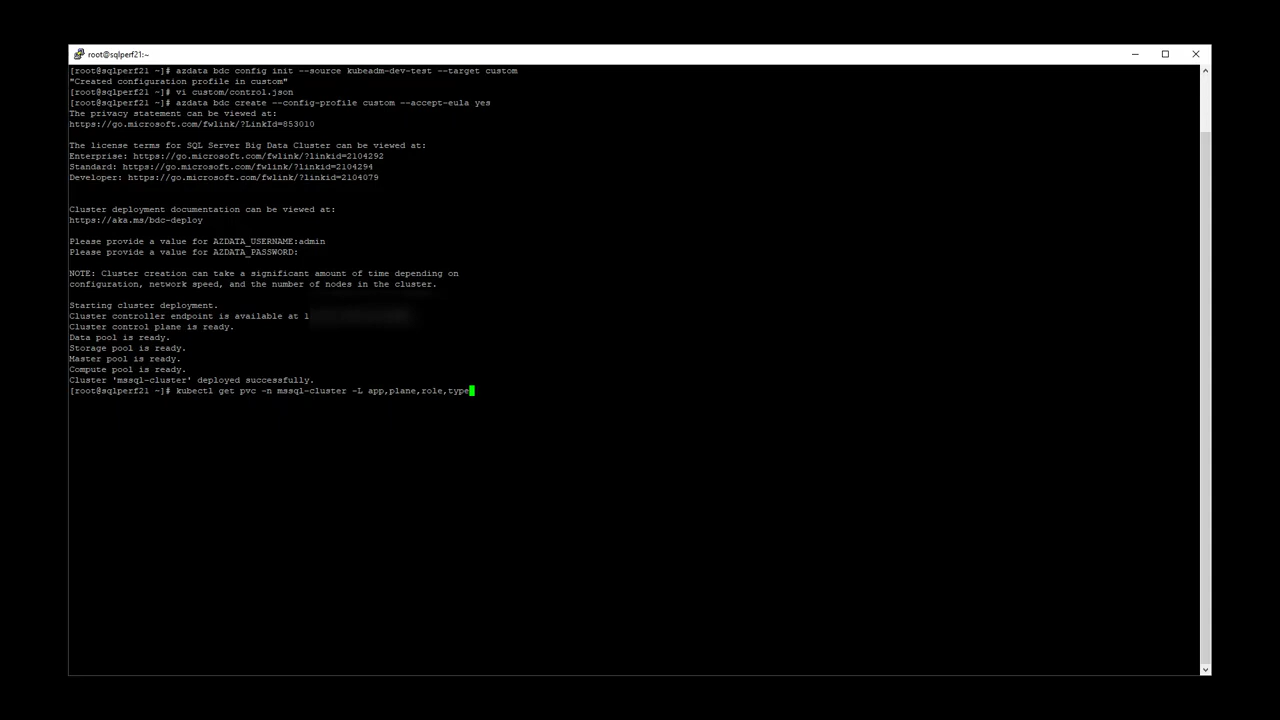 root@sqlperf21:~
[root@sqlperf21 ~]# azdata bdc config init --source kubeadm-dev-test --target custom
"Created configuration profile in custom"
[root@sqlperf21 ~]# vi custom/control.json
[root@sqlperf21 ~]# azdata bdc create --config-profile custom --accept-eula yes
The privacy statement can be viewed at:
https://go.microsoft.com/fwlink/?LinkId=853010
The license terms for SQL Server Big Data Cluster can be viewed at:
Enterprise: https://go.microsoft.com/fwlink/?linkid=2104292
Standard: https://go.microsoft.com/fwlink/?linkid=2104294
Developer: https://go.microsoft.com/fwlink/?linkid=2104079
Cluster deployment documentation can be viewed at:
https://aka.ms/bdc-deploy
Please provide a value for AZDATA_USERNAME:admin
Please provide a value for AZDATA_PASSWORD:
NOTE: Cluster creation can take a significant amount of time depending on
configuration, network speed, and the number of nodes in the cluster.
Starting cluster deployment.
Cluster controller endpoint is available at 1
Cluster control plane is ready.
Data pool is ready.
Storage pool is ready.
Master pool is ready.
Compute pool is ready.
Cluster 'mssql-cluster' deployed successfully.
[root@sqlperf21 ~]# kubectl get pvc -n mssql-cluster -L app,plane,role,type